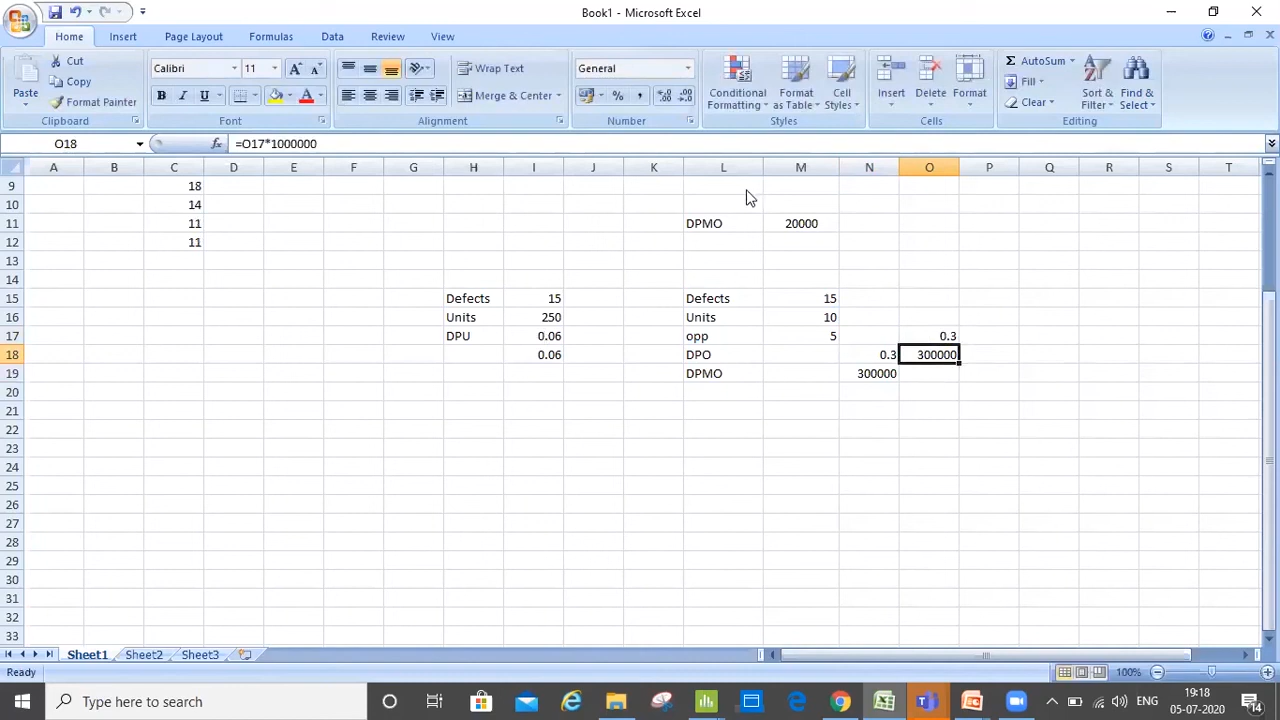 Book1 - Microsoft Excel
Home Insert Page Layout Formulas Data Review View
Paste
Cut
Copy
Format Painter
Clipboard
Calibri 11
A A
B I U A
Font
Wrap Text
Merge & Center
Alignment
General
% ,
Number
Conditional Formatting
Format as Table
Cell Styles
Styles
Insert Delete Format
Cells
Σ AutoSum
Fill
Clear
Sort & Filter
Find & Select
Editing
O18 fx =O17*1000000
A B C D E F G H I J K L M N O P Q R S T
9 18
10 14
11 11 DPMO 20000
12 11
13
14
15 Defects 15 Defects 15
16 Units 250 Units 10
17 DPU 0.06 opp 5 0.3
18 0.06 DPO 0.3 300000
19 DPMO 300000
20
21
22
23
24
25
26
27
28
29
30
31
32
33
Sheet1 Sheet2 Sheet3
Ready 100%
Type here to search
ENG
19:18
05-07-2020
14